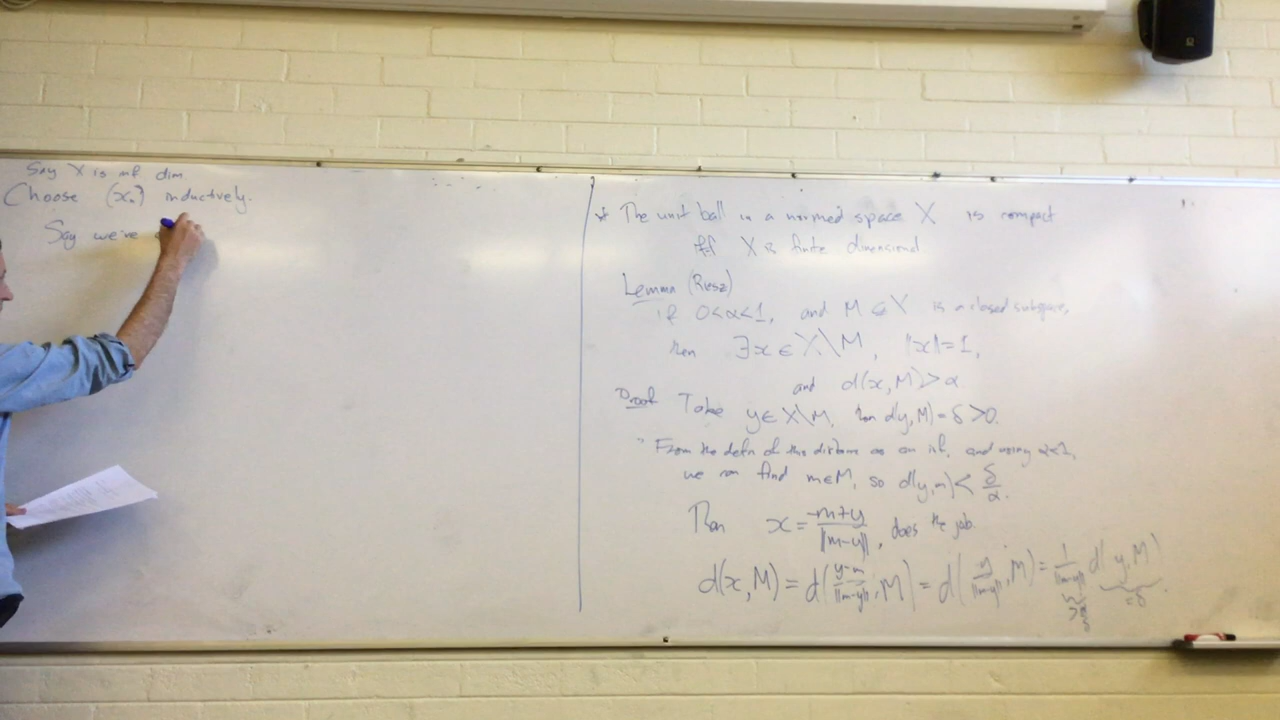 Say X is inf dim.
Choose {xₙ} inductively.
Say we've
* The unit ball in a normed space X is compact
iff X is finite dimensional
Lemma (Riesz)
if 0<α<1, and M ⊊ X is a closed subspace,
then ∃x ∈ X\M, ‖x‖=1,
and d(x,M) > α.
Proof Take y ∈ X\M, then d(y,M) = δ > 0.
From the defn of this distance as an inf, and using α<1,
we can find m∈M, so d(y,m) < δ/α.
Then x = (-m+y)/‖m-y‖, does the job.
d(x,M) = d((y-m)/‖m-y‖, M) = d(y/‖m-y‖, M) = 1/‖m-y‖ d(y,M)
> α/δ = δ